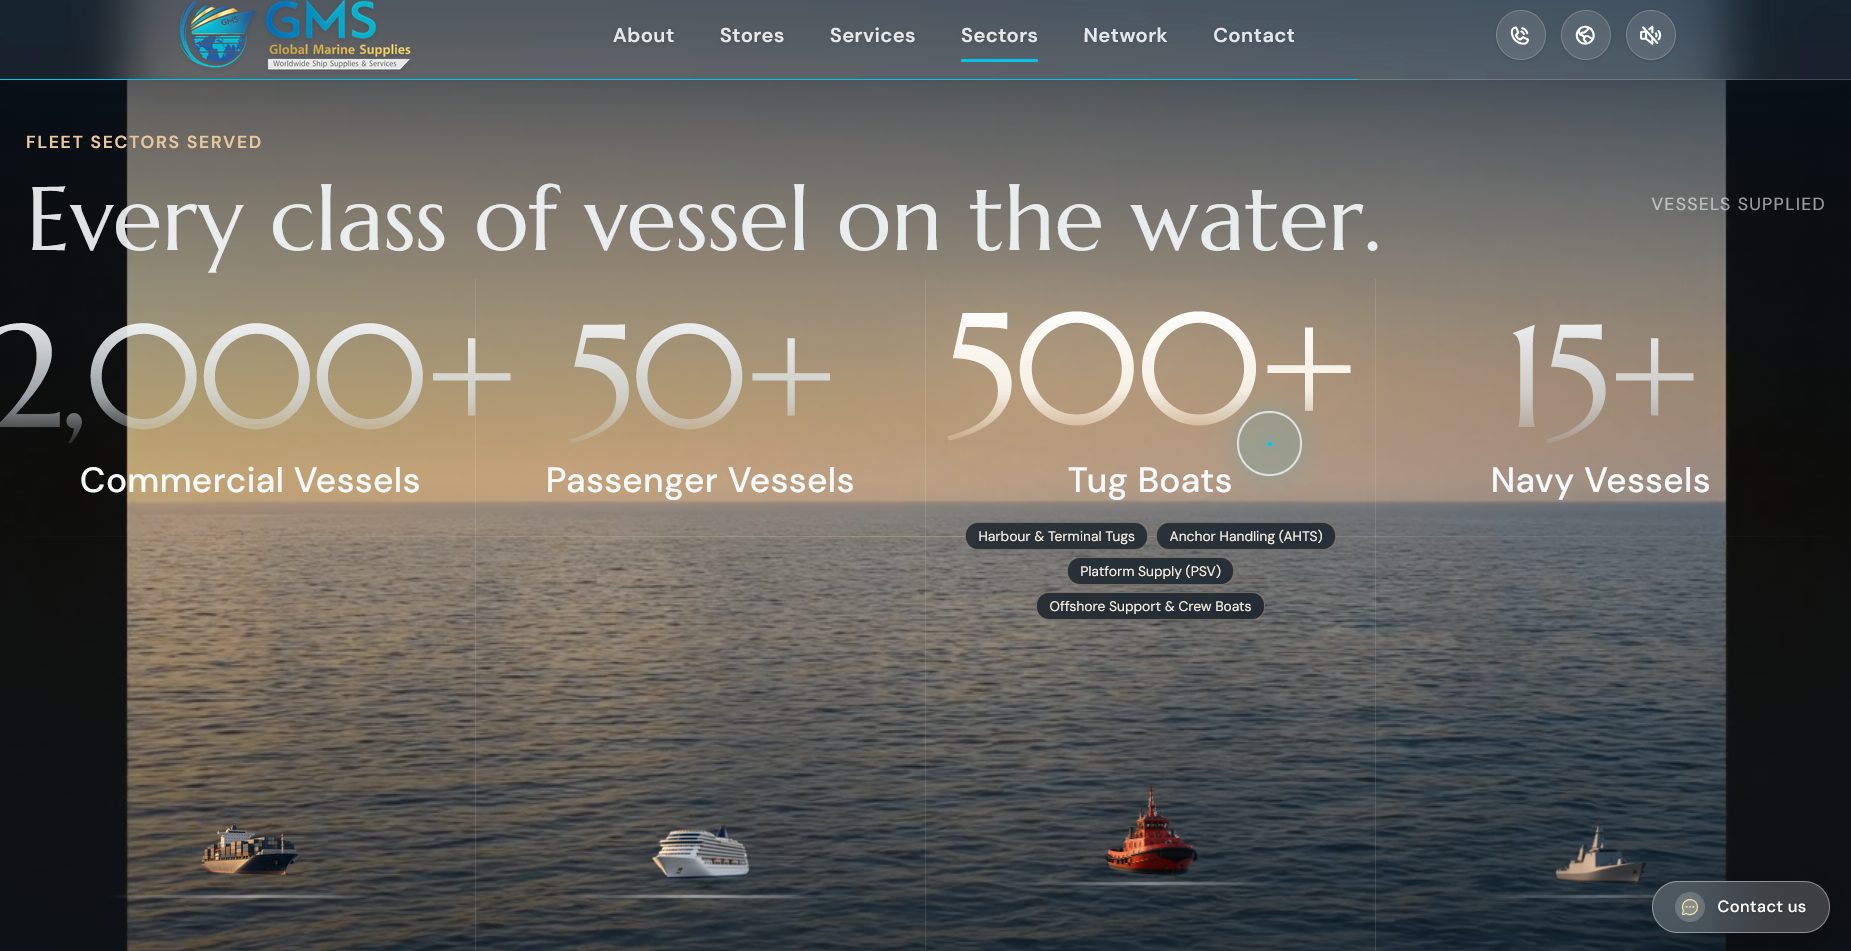 GMS
Global Marine Supplies
Worldwide Ship Supplies & Services
About Stores Services Sectors Network Contact
FLEET SECTORS SERVED
Every class of vessel on the water.
VESSELS SUPPLIED
2,000+ 50+ 500+ 15+
Commercial Vessels Passenger Vessels Tug Boats Navy Vessels
Harbour & Terminal Tugs Anchor Handling (AHTS)
Platform Supply (PSV)
Offshore Support & Crew Boats
Contact us